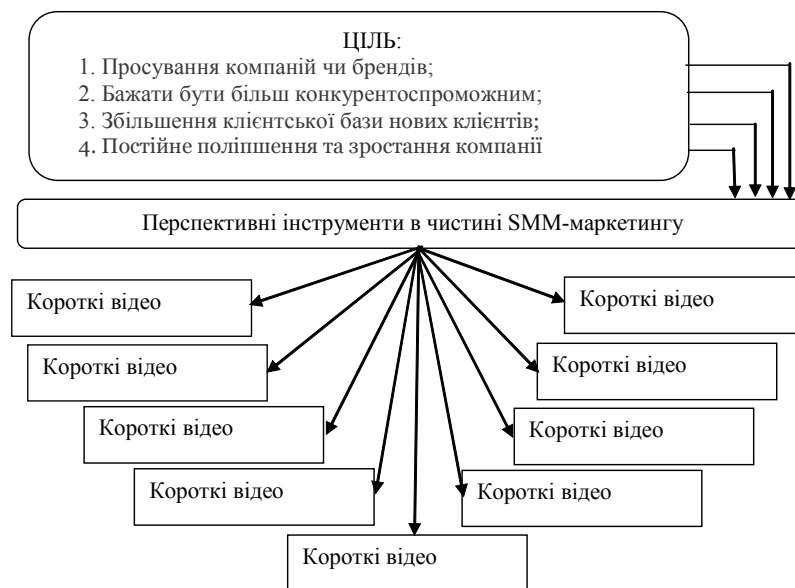 ЦІЛЬ:
1. Просування компаній чи брендів;
2. Бажати бути більш конкурентоспроможним;
3. Збільшення клієнтської бази нових клієнтів;
4. Постійне поліпшення та зростання компанії
Перспективні інструменти в чистині SMM-маркетингу
Короткі відео
Короткі відео
Короткі відео
Короткі відео
Короткі відео
Короткі відео
Короткі відео
Короткі відео
Короткі відео